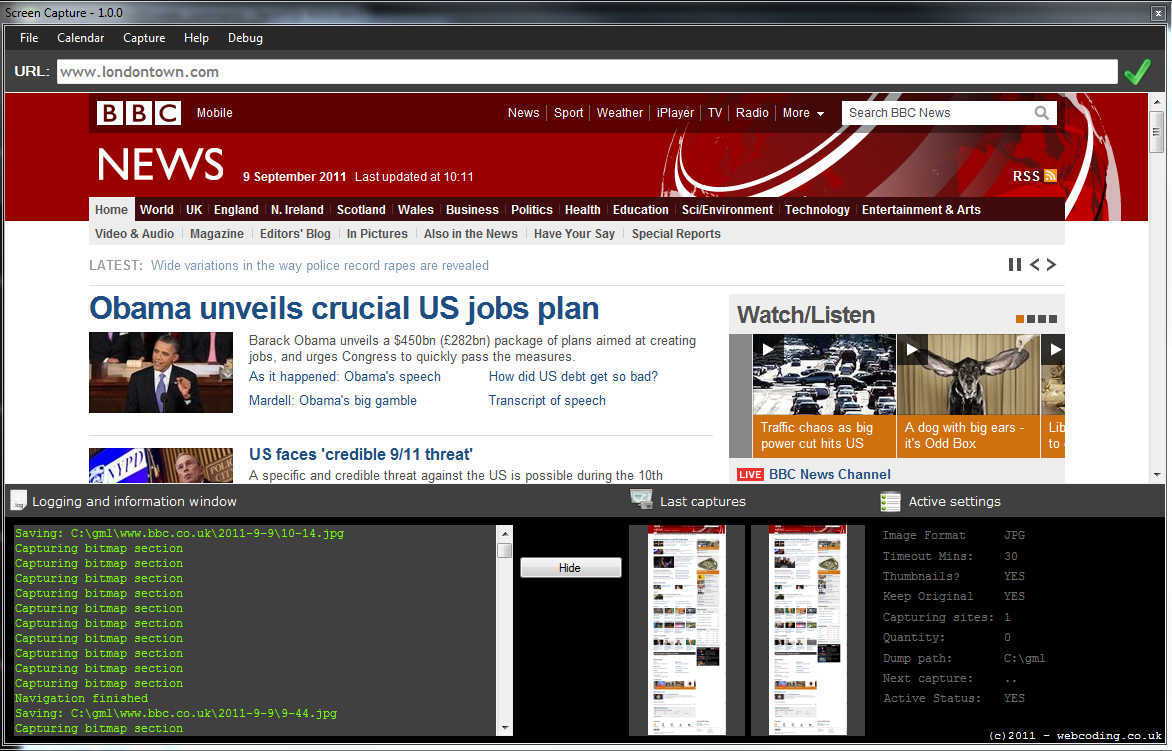 Screen Capture - 1.0.0 x
File Calendar Capture Help Debug
URL: www.londontown.com
BBC Mobile News Sport Weather iPlayer TV Radio More Search BBC News
NEWS 9 September 2011 Last updated at 10:11 RSS
Home World UK England N. Ireland Scotland Wales Business Politics Health Education Sci/Environment Technology Entertainment & Arts
Video & Audio Magazine Editors' Blog In Pictures Also in the News Have Your Say Special Reports
LATEST: Wide variations in the way police record rapes are revealed
Obama unveils crucial US jobs plan
Barack Obama unveils a $450bn (£282bn) package of plans aimed at creating
jobs, and urges Congress to quickly pass the measures.
As it happened: Obama's speech How did US debt get so bad?
Mardell: Obama's big gamble Transcript of speech
US faces 'credible 9/11 threat'
A specific and credible threat against the US is possible during the 10th
NYPD POLICE
Watch/Listen
Traffic chaos as big
power cut hits US
A dog with big ears -
it's Odd Box
Lib
to
LIVE BBC News Channel
log Logging and information window
Saving: C:\gml\www.bbc.co.uk\2011-9-9\10-14.jpg
Capturing bitmap section
Capturing bitmap section
Capturing bitmap section
Capturing bitmap section
Capturing bitmap section
Capturing bitmap section
Capturing bitmap section
Capturing bitmap section
Capturing bitmap section
Capturing bitmap section
Navigation finished
Saving: C:\gml\www.bbc.co.uk\2011-9-9\9-44.jpg
Capturing bitmap section
Hide
Last captures
Active settings
Image Format JPG
Timeout Mins: 30
Thumbnails? YES
Keep Original YES
Capturing sites: 1
Quantity: 0
Dump path: C:\gml
Next capture: ..
Active Status: YES
(c)2011 - webcoding.co.uk